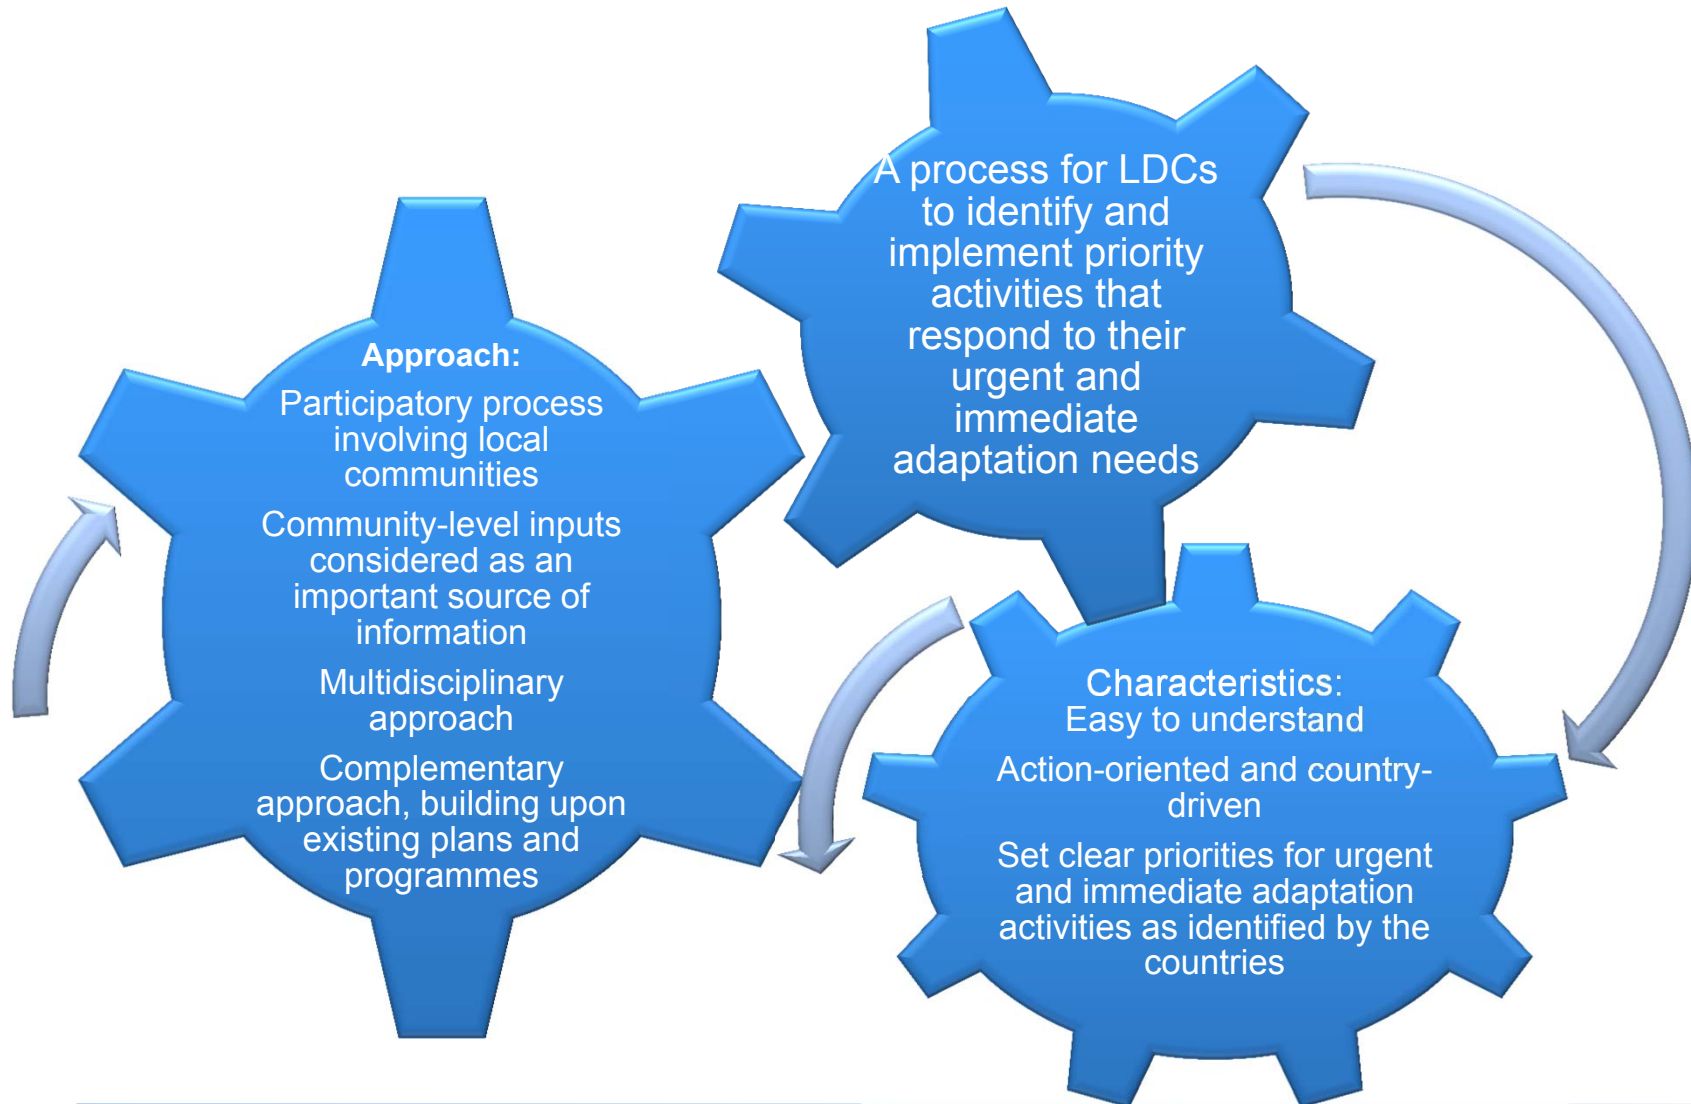 A process for LDCs
to identify and
implement priority
activities that
respond to their
urgent and
immediate
adaptation needs
Approach:
Participatory process
involving local
communities
Community-level inputs
considered as an
important source of
information
Multidisciplinary
approach
Complementary
approach, building upon
existing plans and
programmes
Characteristics:
Easy to understand
Action-oriented and country-
driven
Set clear priorities for urgent
and immediate adaptation
activities as identified by the
countries